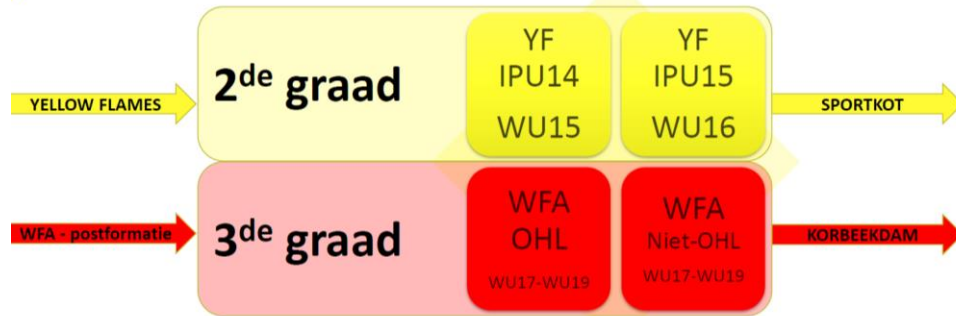 YELLOW FLAMES
2de graad
YF
IPU14
WU15
YF
IPU15
WU16
SPORTKOT
WFA - postformatie
3de graad
WFA
OHL
WU17-WU19
WFA
Niet-OHL
WU17-WU19
KORBEEKDAM